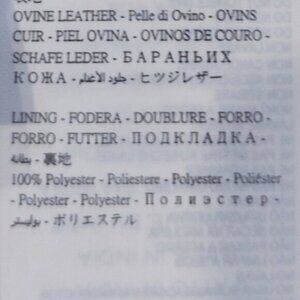 表地
OVINE LEATHER - Pelle di Ovino - OVINS
CUIR - PIEL OVINA - OVINOS DE COURO -
SCHAFE LEDER - БАРАНЬИХ
КОЖА - جلود الأغنام - ヒツジレザー
LINING - FODERA - DOUBLURE - FORRO -
FORRO - FUTTER - ПОДКЛАДКА -
بطانة - 裏地
100% Polyester - Poliestere - Polyester - Poliéster
- Polyester - Polyester - Полиэстер -
بوليستر - ポリエステル